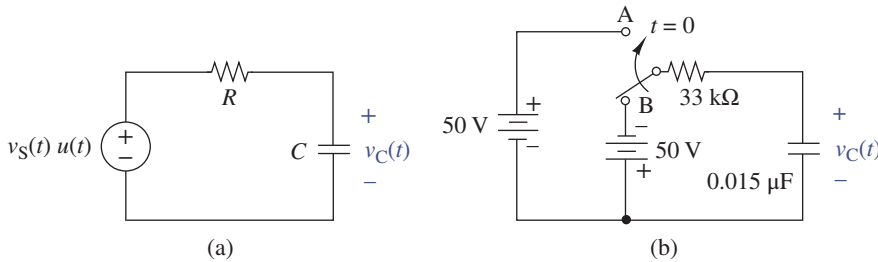 v_S(t) u(t)
+
−
R
C
+
v_C(t)
−
(a)
50 V
+
−
A
t = 0
B
33 kΩ
−
50 V
+
0.015 μF
+
v_C(t)
−
(b)